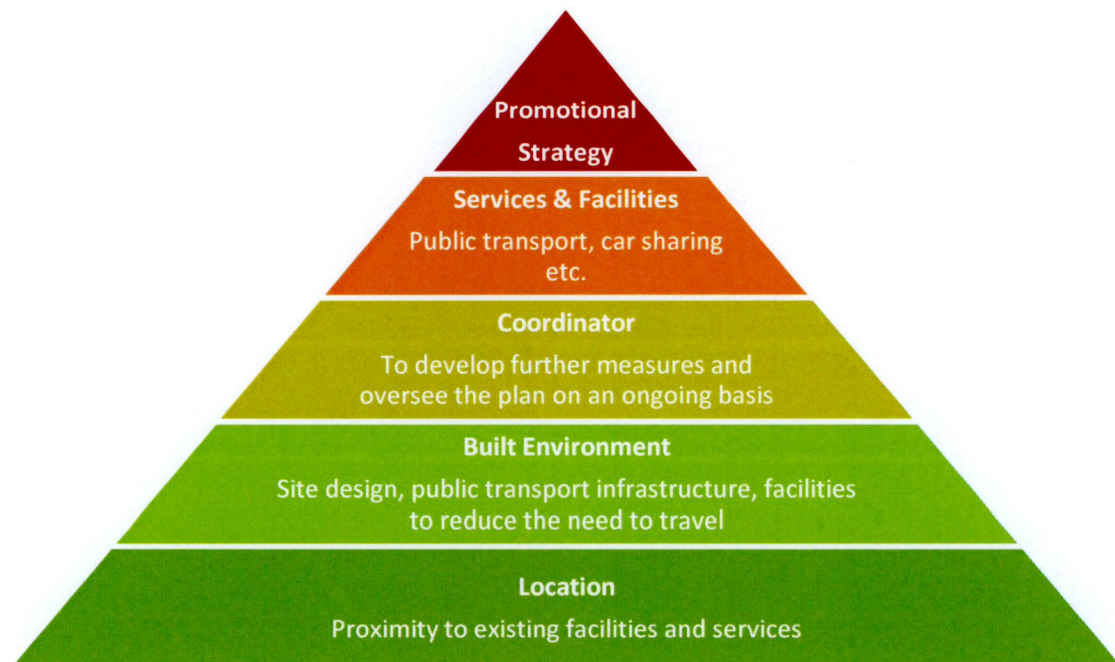 Promotional
Strategy
Services & Facilities
Public transport, car sharing
etc.
Coordinator
To develop further measures and
oversee the plan on an ongoing basis
Built Environment
Site design, public transport infrastructure, facilities
to reduce the need to travel
Location
Proximity to existing facilities and services